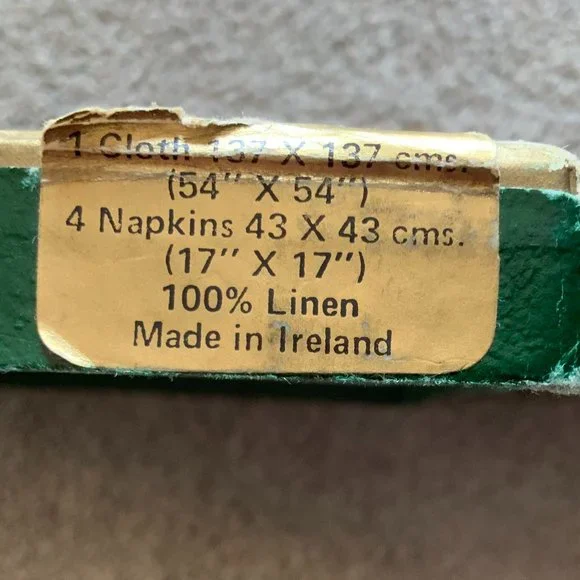 1 Cloth 137 X 137 cms.
(54" X 54")
4 Napkins 43 X 43 cms.
(17" X 17")
100% Linen
Made in Ireland